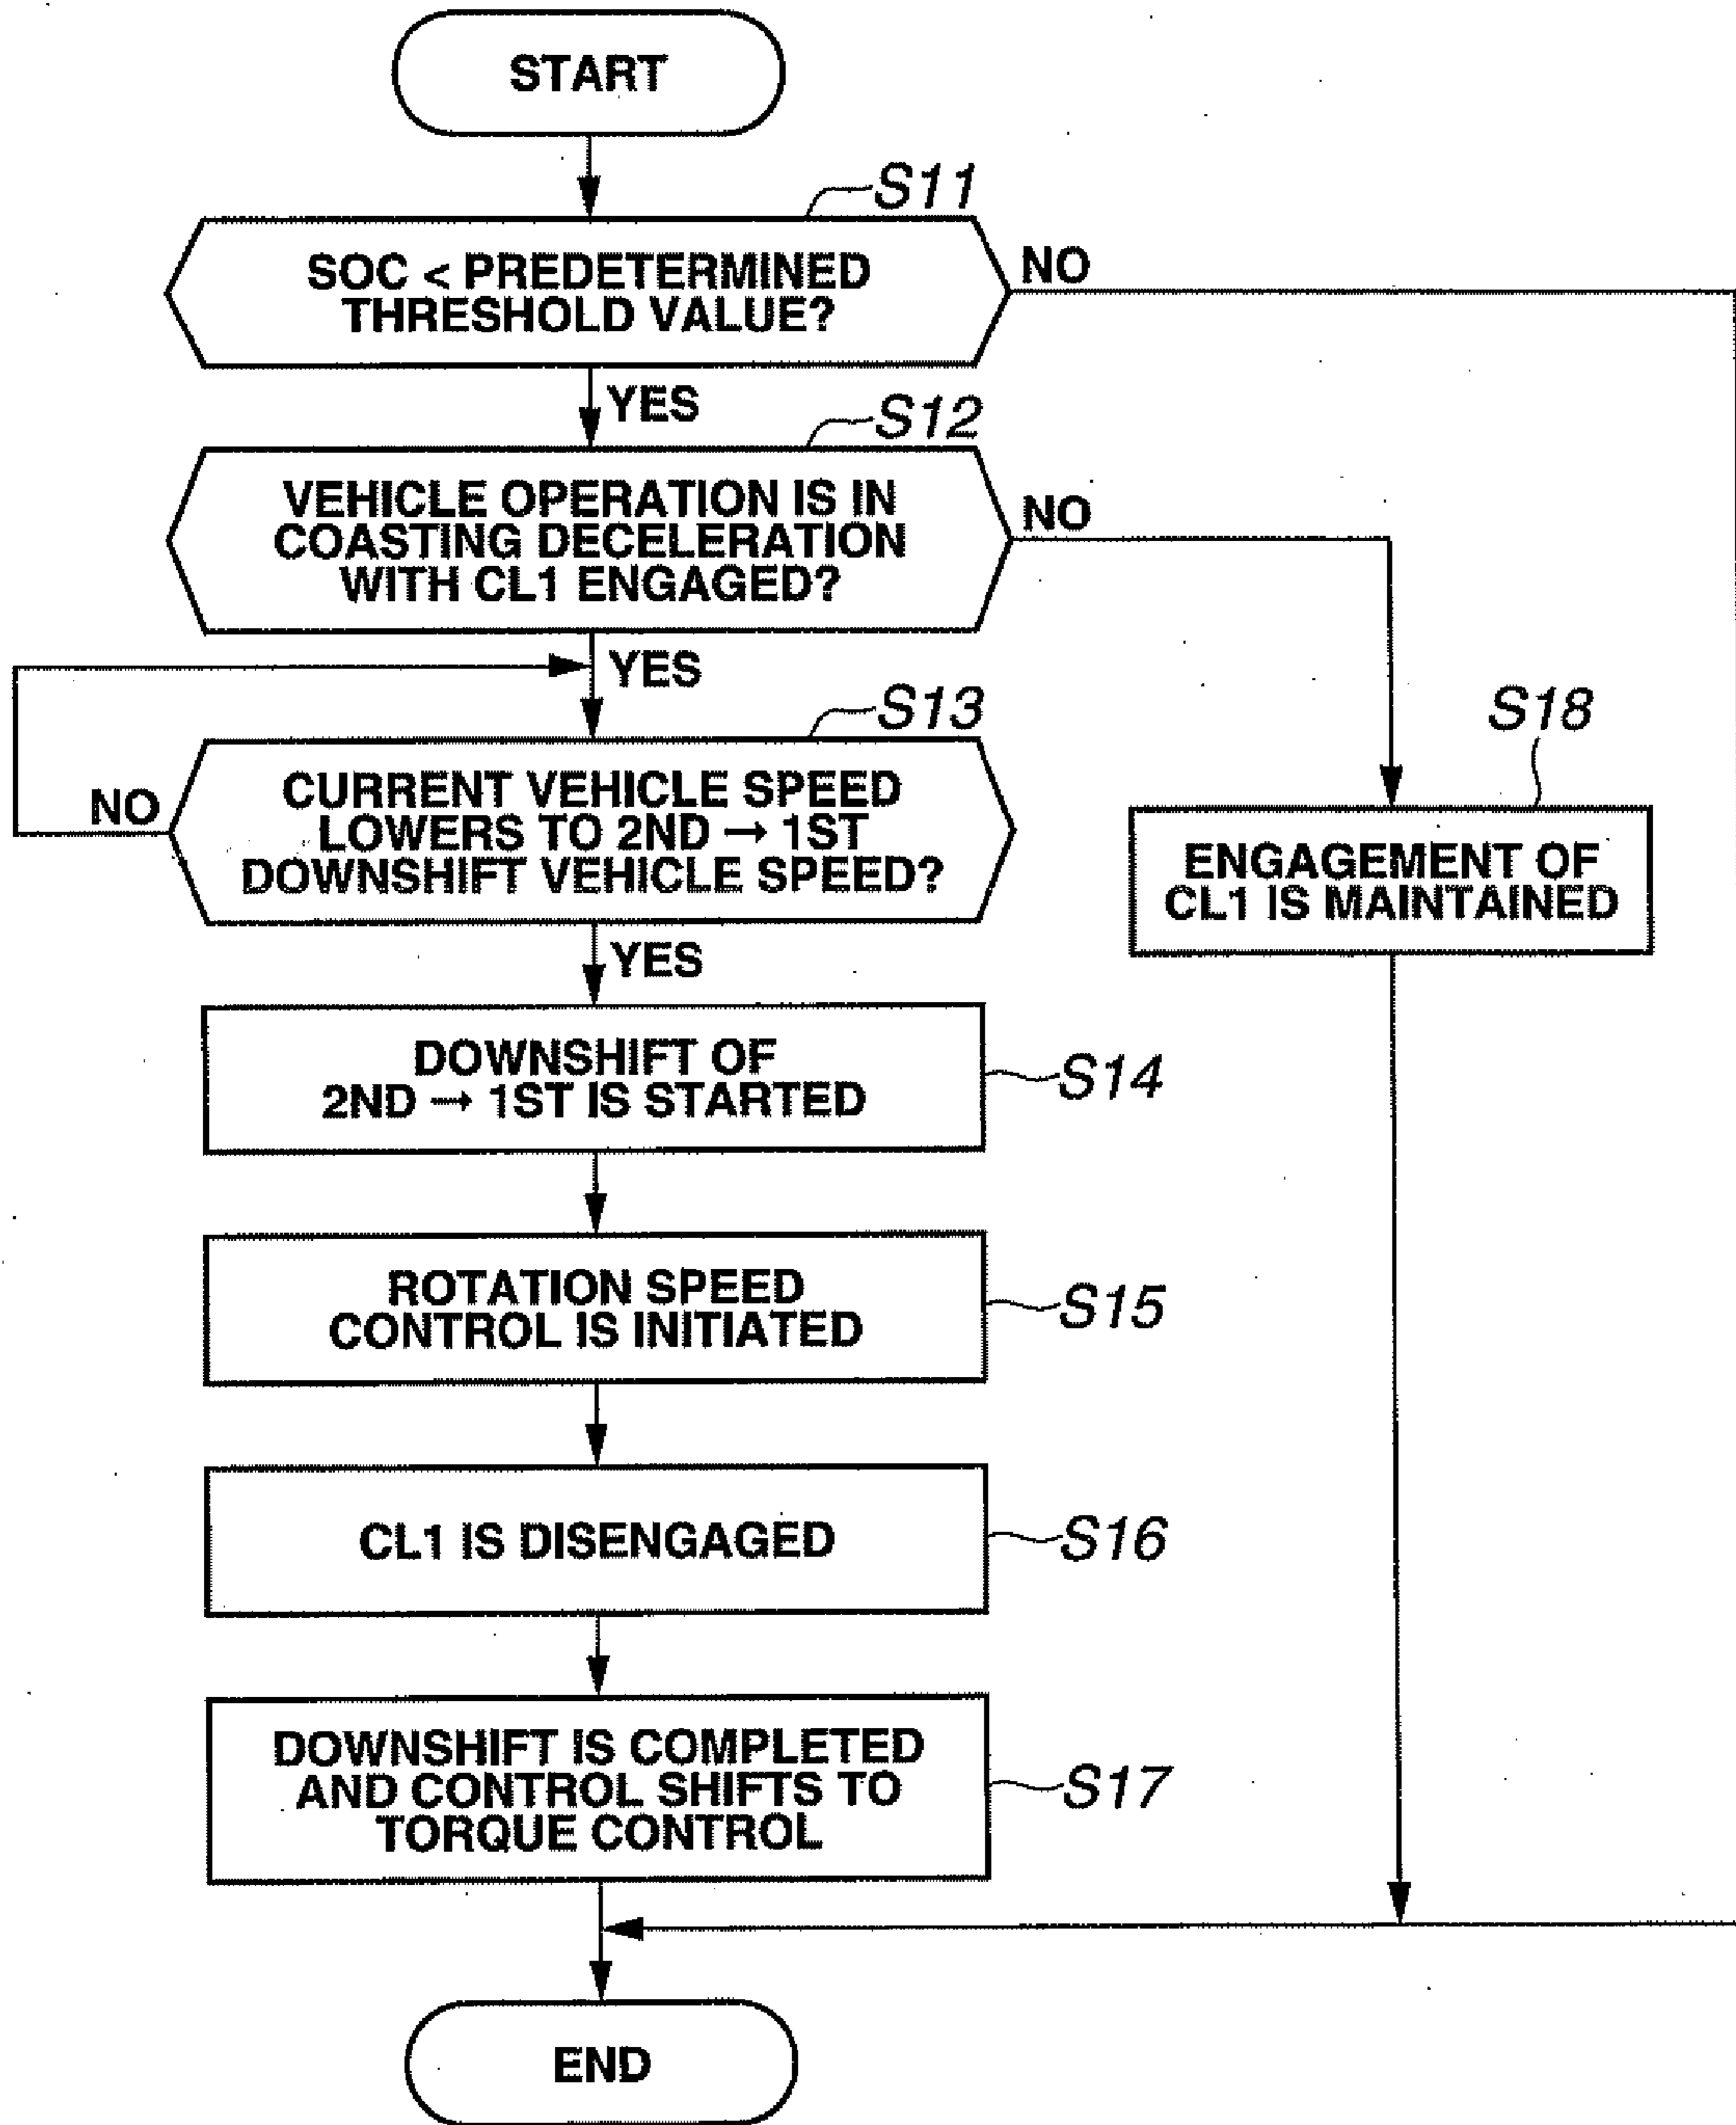 START
S11
SOC < PREDETERMINED
THRESHOLD VALUE?
NO
YES
S12
VEHICLE OPERATION IS IN
COASTING DECELERATION
WITH CL1 ENGAGED?
NO
YES
S13
CURRENT VEHICLE SPEED
LOWERS TO 2ND → 1ST
DOWNSHIFT VEHICLE SPEED?
NO
YES
S18
ENGAGEMENT OF
CL1 IS MAINTAINED
DOWNSHIFT OF
2ND → 1ST IS STARTED
S14
ROTATION SPEED
CONTROL IS INITIATED
S15
CL1 IS DISENGAGED
S16
DOWNSHIFT IS COMPLETED
AND CONTROL SHIFTS TO
TORQUE CONTROL
S17
END